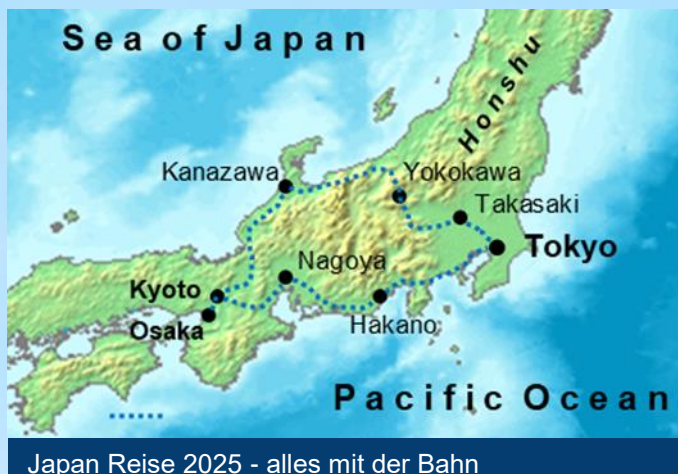 Sea of Japan
Honshu
Kanazawa
Yokokawa
Takasaki
Tokyo
Nagoya
Kyoto
Hakano
Osaka
Pacific Ocean
Japan Reise 2025 - alles mit der Bahn